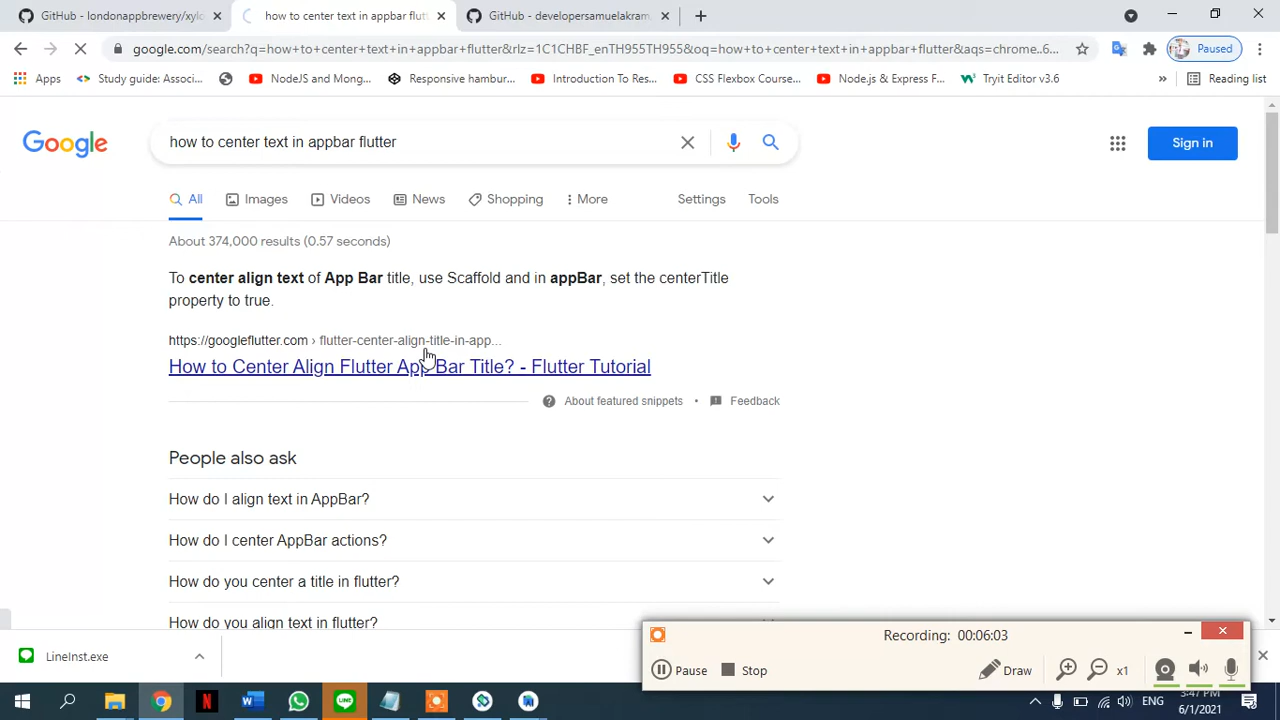 GitHub - londonappbrewery/xylo
how to center text in appbar flutt
GitHub - developersamuelakram
google.com/search?q=how+to+center+text+in+appbar+flutter&rlz=1C1CHBF_enTH955TH955&oq=how+to+center+text+in+appbar+flutter&aqs=chrome..6...
Paused
Apps
Study guide: Associ...
NodeJS and Mong...
Responsive hambur...
Introduction To Res...
CSS Flexbox Course...
Node.js & Express F...
Tryit Editor v3.6
»
Reading list
Google
how to center text in appbar flutter
Sign in
All
Images
Videos
News
Shopping
More
Settings
Tools
About 374,000 results (0.57 seconds)
To center align text of App Bar title, use Scaffold and in appBar, set the centerTitle
property to true.
https://googleflutter.com › flutter-center-align-title-in-app...
How to Center Align Flutter App Bar Title? - Flutter Tutorial
About featured snippets • Feedback
People also ask
How do I align text in AppBar?
How do I center AppBar actions?
How do you center a title in flutter?
How do you align text in flutter?
Recording: 00:06:03
Pause
Stop
Draw
x1
LineInst.exe
3:47 PM
6/1/2021